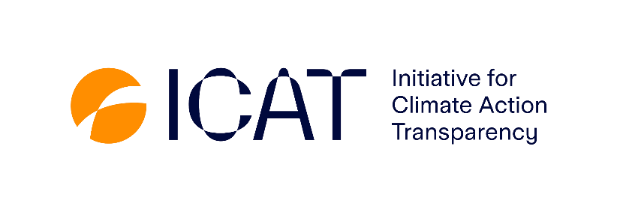 ICAT
Initiative for
Climate Action
Transparency